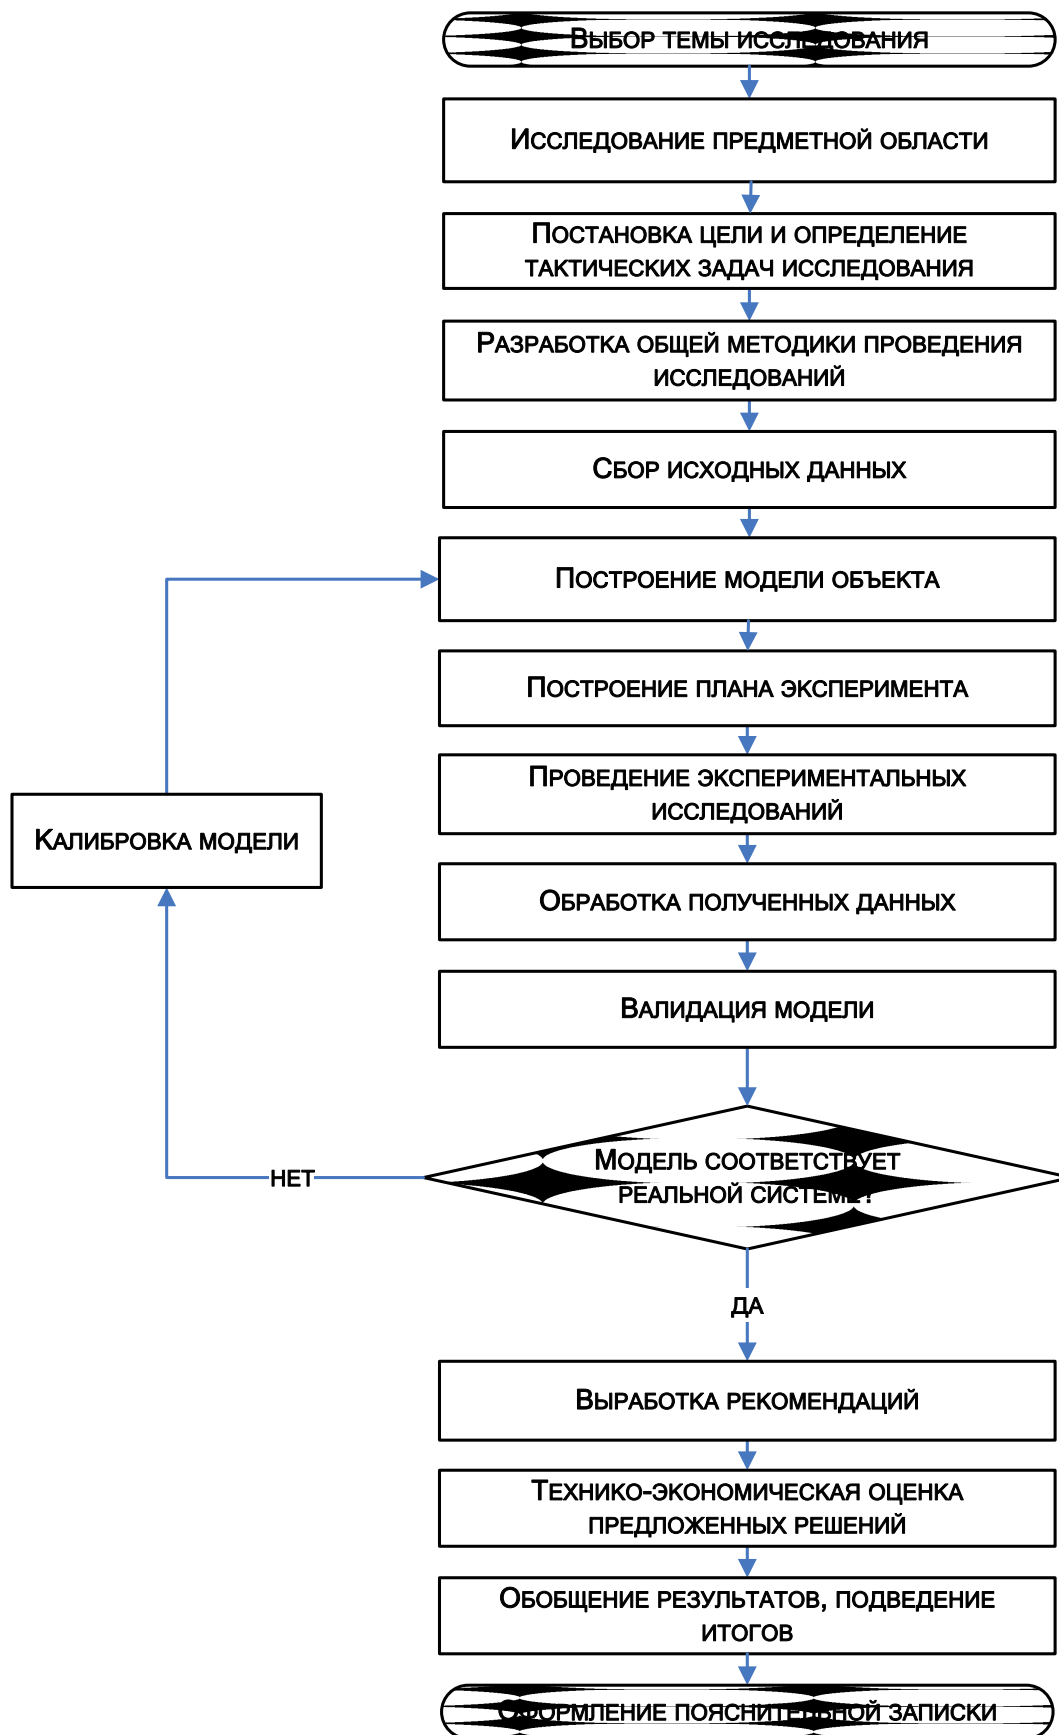 Выбор темы исследования
Исследование предметной области
Постановка цели и определение
тактических задач исследования
Разработка общей методики проведения
исследований
Сбор исходных данных
Построение модели объекта
Построение плана эксперимента
Проведение экспериментальных
исследований
Калибровка модели
Обработка полученных данных
Валидация модели
Модель соответствует
реальной системе?
нет
да
Выработка рекомендаций
Технико-экономическая оценка
предложенных решений
Обобщение результатов, подведение
итогов
Оформление пояснительной записки